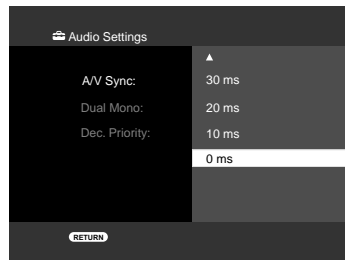 Audio Settings
A/V Sync:
Dual Mono:
Dec. Priority:
30 ms
20 ms
10 ms
0 ms
RETURN